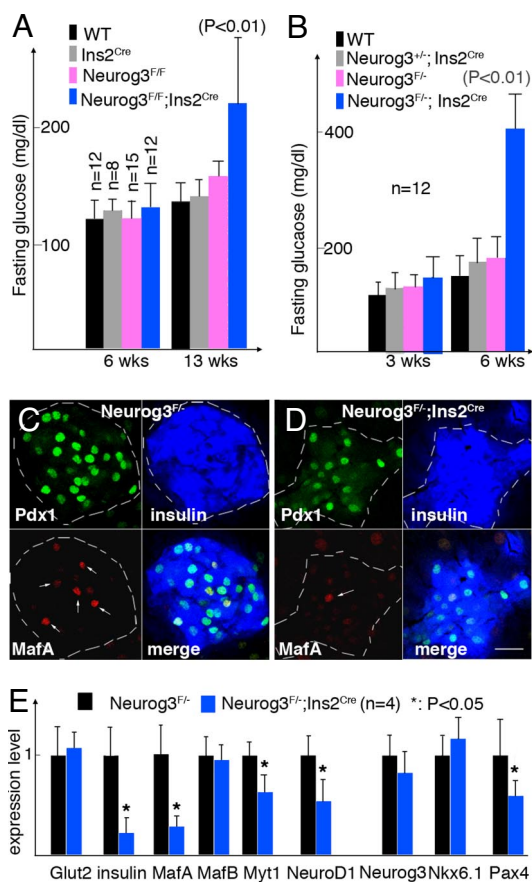 A
WT
Ins2Cre
Neurog3F/F
Neurog3F/F;Ins2Cre
(P<0.01)
Fasting glucose (mg/dl)
200
100
n=12
n=8
n=15
n=12
6 wks
13 wks
B
WT
Neurog3+/-; Ins2Cre
Neurog3F/-
Neurog3F/-; Ins2Cre
(P<0.01)
Fasting glucaose (mg/dl)
400
200
n=12
3 wks
6 wks
C
Neurog3F/-
Pdx1
insulin
MafA
merge
D
Neurog3F/-;Ins2Cre
Pdx1
insulin
MafA
merge
E
Neurog3F/- Neurog3F/-;Ins2Cre (n=4) *: P<0.05
expression level
1
* * * * *
Glut2 insulin MafA MafB Myt1 NeuroD1 Neurog3 Nkx6.1 Pax4